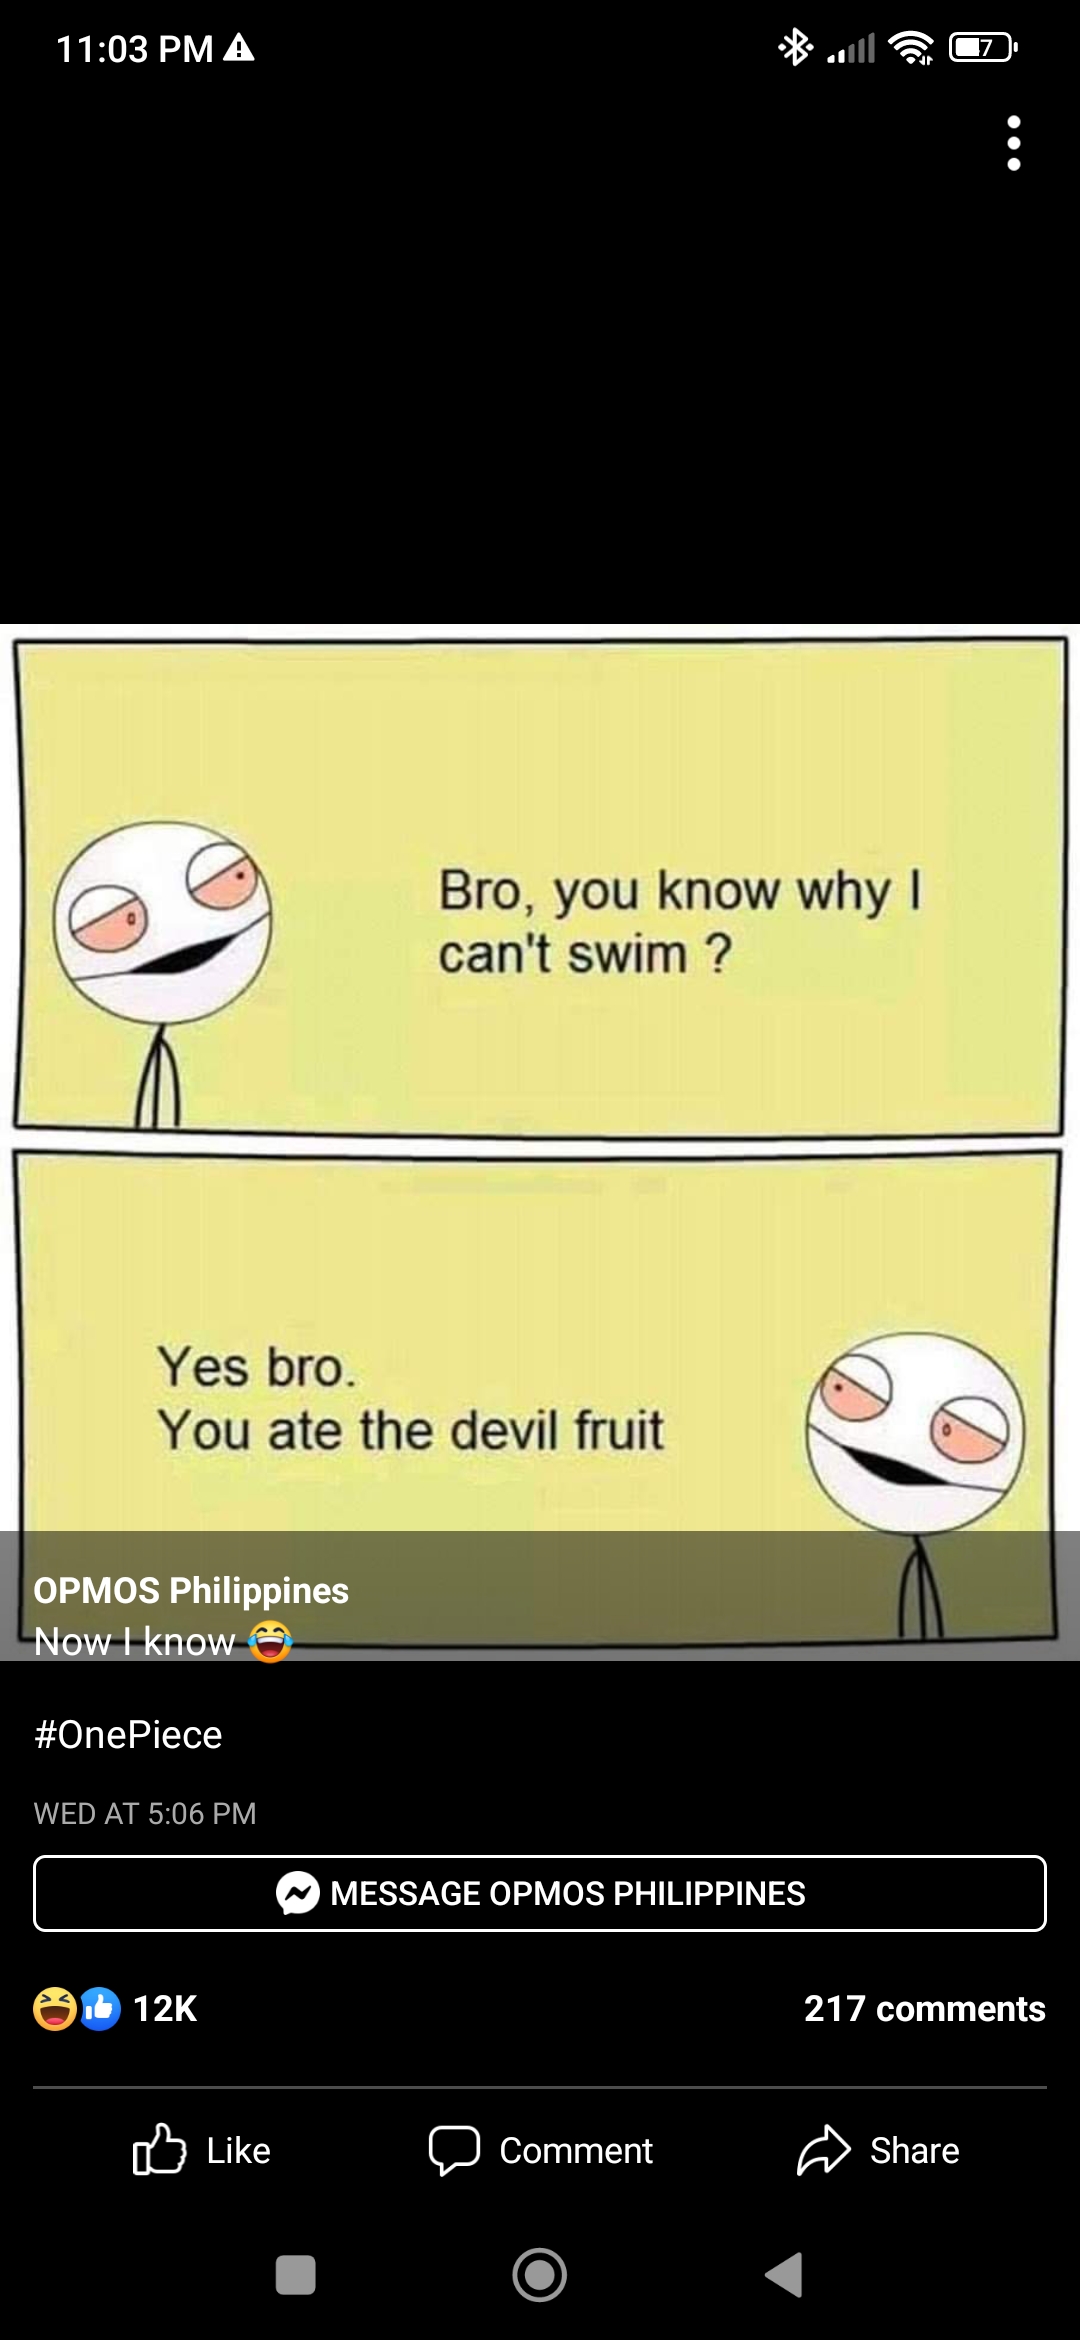 11:03 PM
47
Bro, you know why I
can't swim ?
Yes bro.
You ate the devil fruit
OPMOS Philippines
Now I know 😂
#OnePiece
WED AT 5:06 PM
MESSAGE OPMOS PHILIPPINES
12K
217 comments
Like
Comment
Share